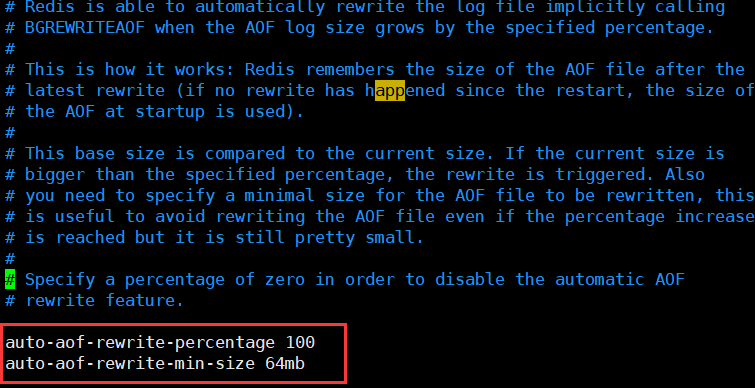 # Redis is able to automatically rewrite the log file implicitly calling
# BGREWRITEAOF when the AOF log size grows by the specified percentage.
#
# This is how it works: Redis remembers the size of the AOF file after the
# latest rewrite (if no rewrite has happened since the restart, the size of
# the AOF at startup is used).
#
# This base size is compared to the current size. If the current size is
# bigger than the specified percentage, the rewrite is triggered. Also
# you need to specify a minimal size for the AOF file to be rewritten, this
# is useful to avoid rewriting the AOF file even if the percentage increase
# is reached but it is still pretty small.
#
# Specify a percentage of zero in order to disable the automatic AOF
# rewrite feature.
auto-aof-rewrite-percentage 100
auto-aof-rewrite-min-size 64mb